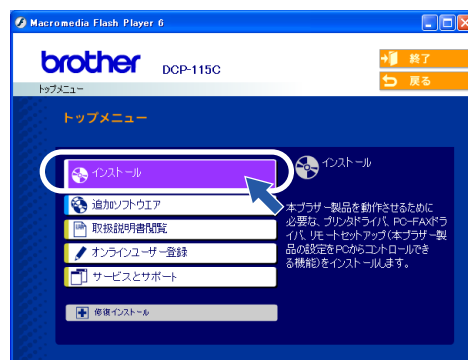 Macromedia Flash Player 6
brother DCP-115C
終了
戻る
トップメニュー
トップメニュー
インストール
追加ソフトウエア
取扱説明書閲覧
オンラインユーザー登録
サービスとサポート
修復インストール
インストール
本ブラザー製品を動作させるために
必要な、プリンタドライバ、PC-FAXドラ
イバ、リモートセットアップ（本ブラザー製
品の設定をPCからコントロールでき
る機能）をインストールします。